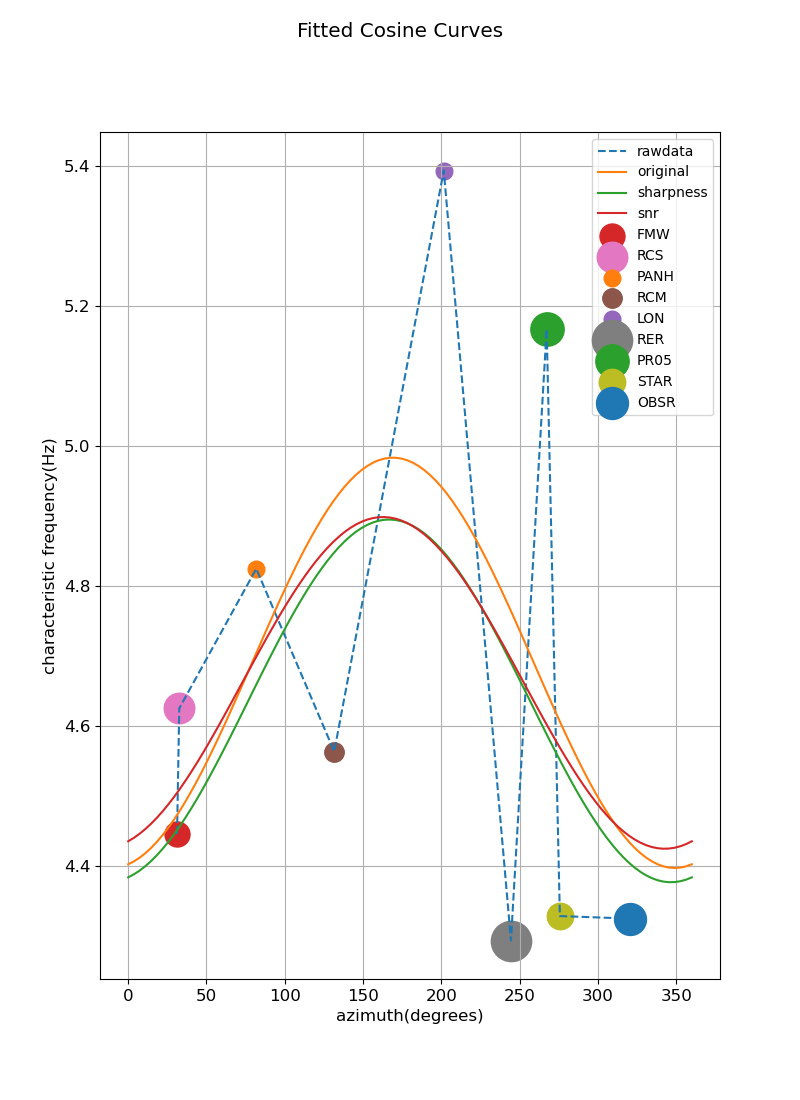 Fitted Cosine Curves
5.4
5.2
5.0
4.8
4.6
4.4
characteristic frequency(Hz)
rawdata
original
sharpness
snr
FMW
RCS
PANH
RCM
LON
RER
PR05
STAR
OBSR
0 50 100 150 200 250 300 350
azimuth(degrees)